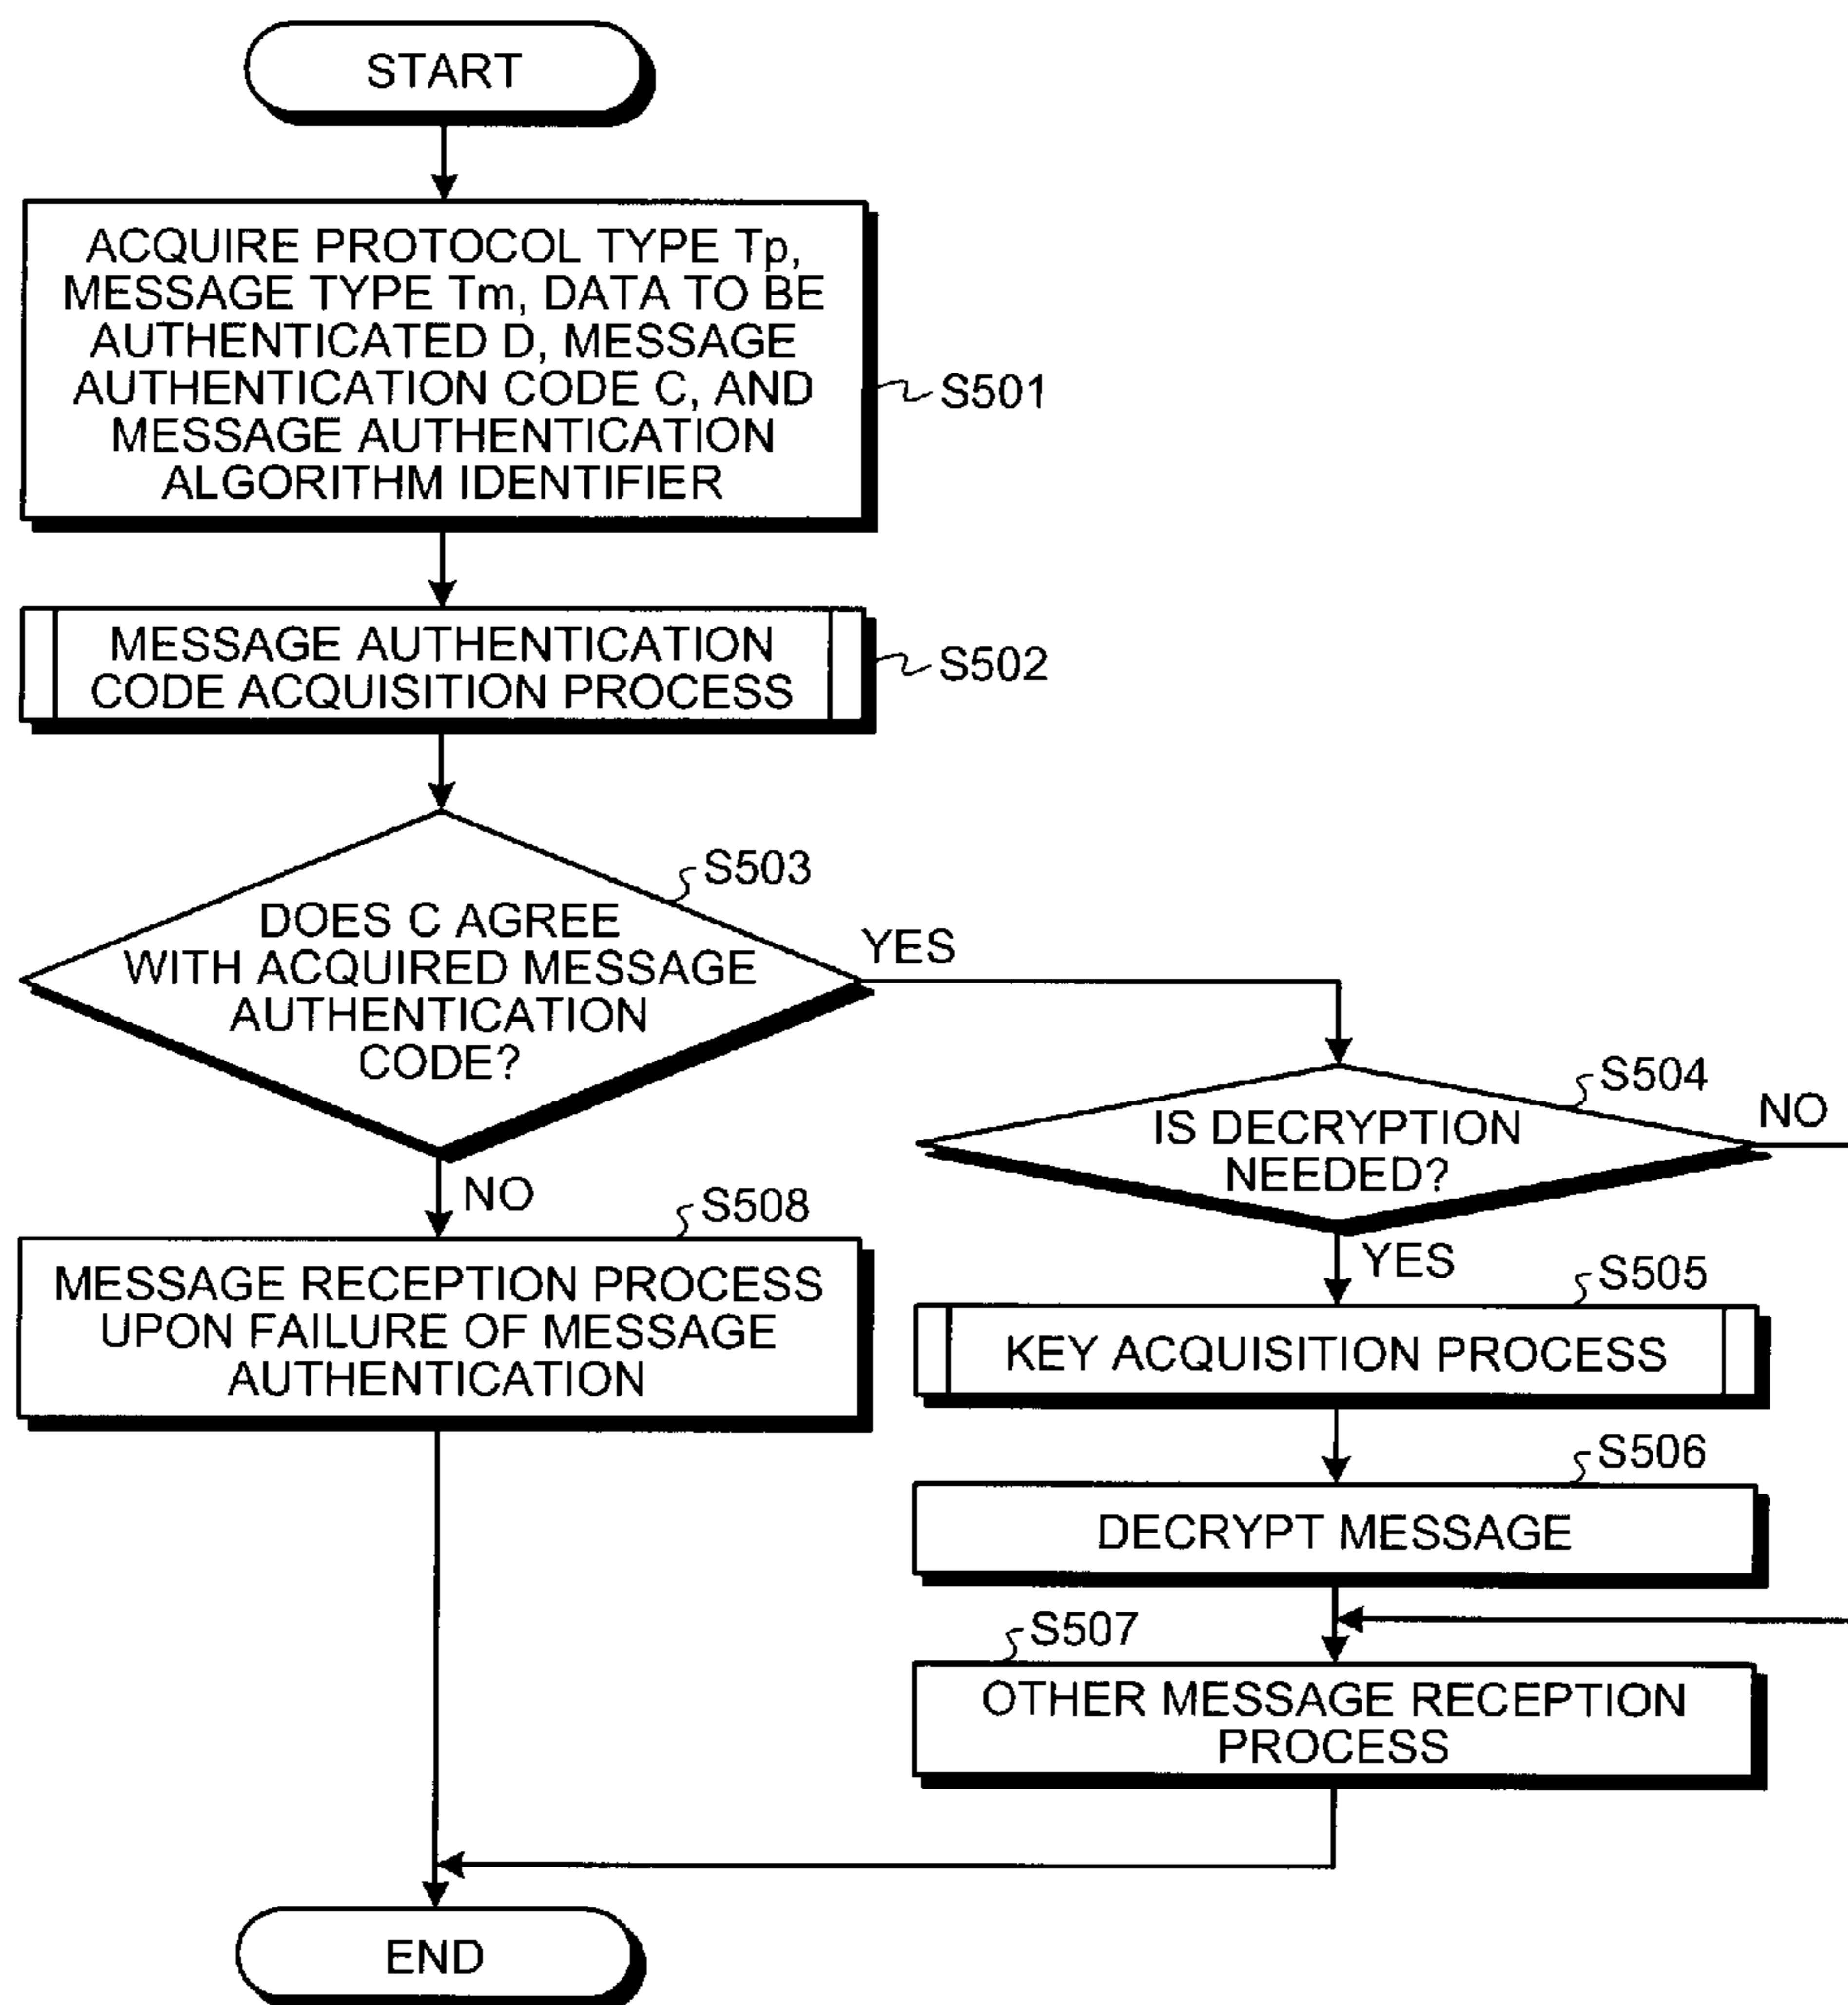 START
ACQUIRE PROTOCOL TYPE Tp,
MESSAGE TYPE Tm, DATA TO BE
AUTHENTICATED D, MESSAGE
AUTHENTICATION CODE C, AND
MESSAGE AUTHENTICATION
ALGORITHM IDENTIFIER
S501
MESSAGE AUTHENTICATION
CODE ACQUISITION PROCESS
S502
S503
DOES C AGREE
WITH ACQUIRED MESSAGE
AUTHENTICATION
CODE?
YES
NO
S504
IS DECRYPTION
NEEDED?
NO
YES
S508
MESSAGE RECEPTION PROCESS
UPON FAILURE OF MESSAGE
AUTHENTICATION
S505
KEY ACQUISITION PROCESS
S506
DECRYPT MESSAGE
S507
OTHER MESSAGE RECEPTION
PROCESS
END